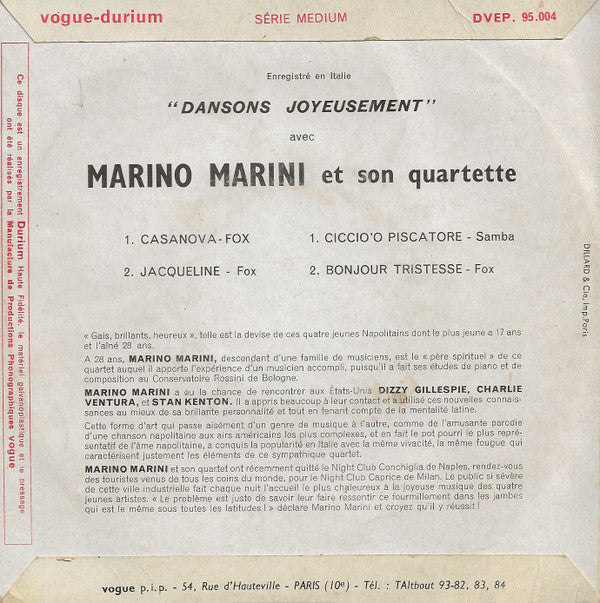 vogue-durium SÉRIE MEDIUM DVEP. 95.004
Enregistré en Italie
"DANSONS JOYEUSEMENT"
avec
MARINO MARINI et son quartette
1. CASANOVA-FOX
2. JACQUELINE - Fox
1. CICCIO'O PISCATORE - Samba
2. BONJOUR TRISTESSE - Fox
« Gais, brillants, heureux », telle est la devise de ces quatre jeunes Napolitains dont le plus jeune a 17 ans
et l'aîné 28 ans.
A 28 ans, MARINO MARINI, descendant d'une famille de musiciens, est le « père spirituel » de ce
quartet auquel il apporte l'expérience d'un musicien accompli, puisqu'il a fait ses études de piano et de
composition au Conservatoire Rossini de Bologne.
MARINO MARINI a eu la chance de rencontrer aux États-Unis DIZZY GILLESPIE, CHARLIE
VENTURA, et STAN KENTON. Il a appris beaucoup à leur contact et a utilisé ces nouvelles connais-
sances au mieux de sa brillante personnalité et tout en tenant compte de la mentalité latine.
Cette forme d'art qui passe aisément d'un genre de musique à l'autre, comme de l'amusante parodie
d'une chanson napolitaine aux airs américains les plus complexes, et en fait le pot pourri le plus repré-
sentatif de l'âme napolitaine, a conquis la popularité en Italie avec la même vivacité, la même fougue qui
caractérisent justement les éléments de ce sympathique quartet.
MARINO MARINI et son quartet ont récemment quitté le Night Club Conchiglia de Naples, rendez-vous
des touristes venus de tous les coins du monde, pour le Night Club Caprice de Milan. Le public si sévère
de cette ville industrielle fait chaque nuit l'accueil le plus chaleureux à la joyeuse musique des quatre
jeunes artistes. « Le problème est juste de savoir leur faire ressentir ce fourmillement dans les jambes
qui est le même sous toutes les latitudes ! » déclare Marino Marini et croyez qu'il y réussit !
vogue p.i.p. - 54, Rue d'Hauteville - PARIS (10e) - Tél. : TAItbout 93-82, 83, 84
Ce disque est un enregistrement Durium Haute Fidélité, le matériel galvanoplastique et le pressage
ont été réalisés par la Manufacture de Productions Phonographiques vogue
DILLARD & Cie, Imp. Paris